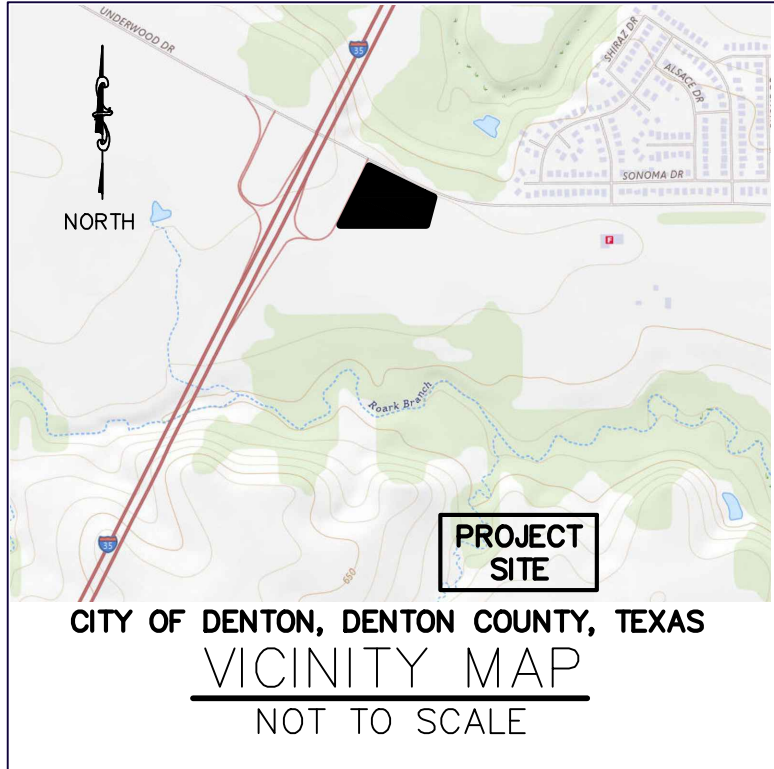 UNDERWOOD DR
35
SHIRAZ DR
ALSACE DR
SONOMA DR
NORTH
F
Roark Branch
35
650
PROJECT
SITE
CITY OF DENTON, DENTON COUNTY, TEXAS
VICINITY MAP
NOT TO SCALE